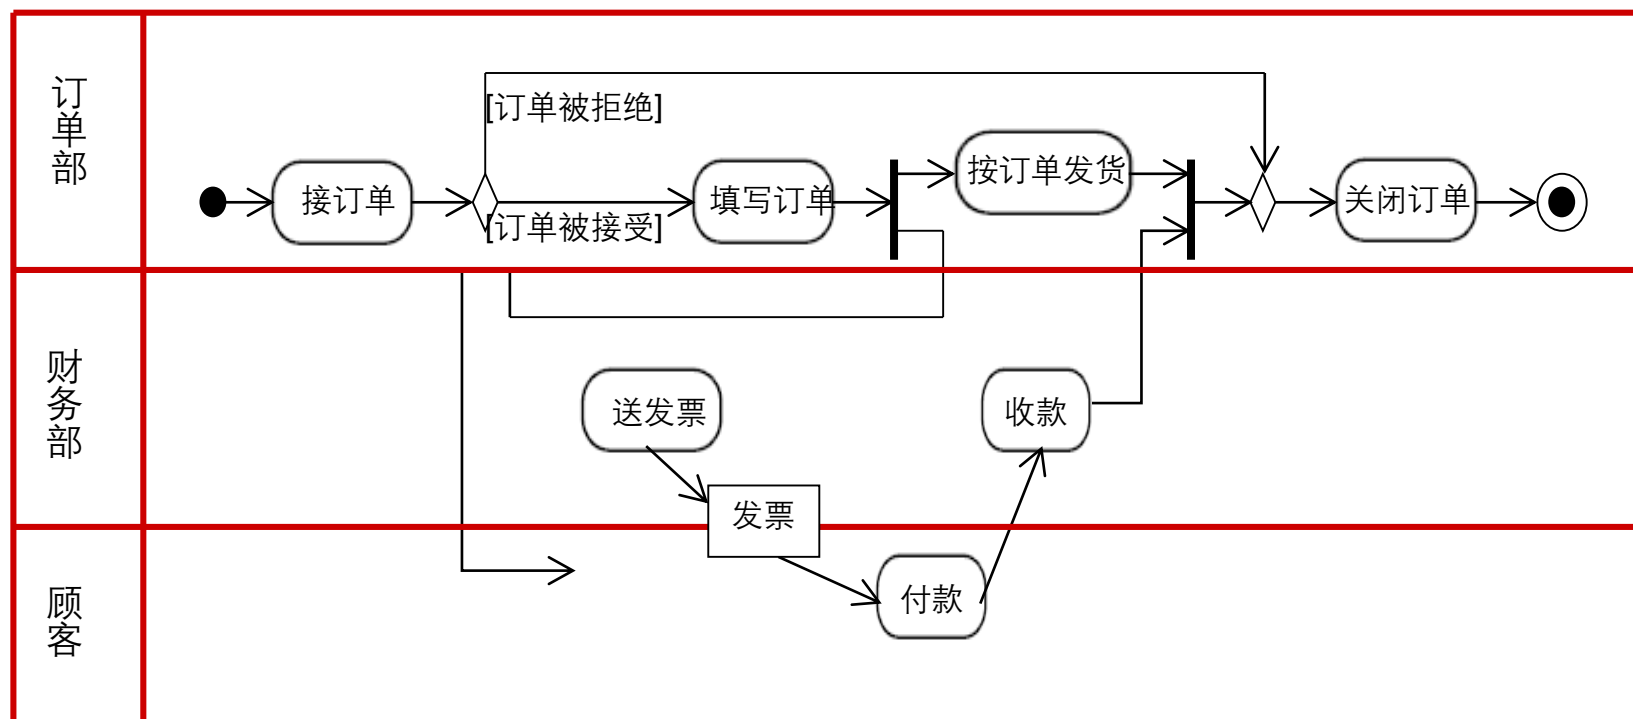 订单部
[订单被拒绝]
接订单
填写订单
按订单发货
关闭订单
[订单被接受]
财务部
送发票
收款
发票
顾客
付款